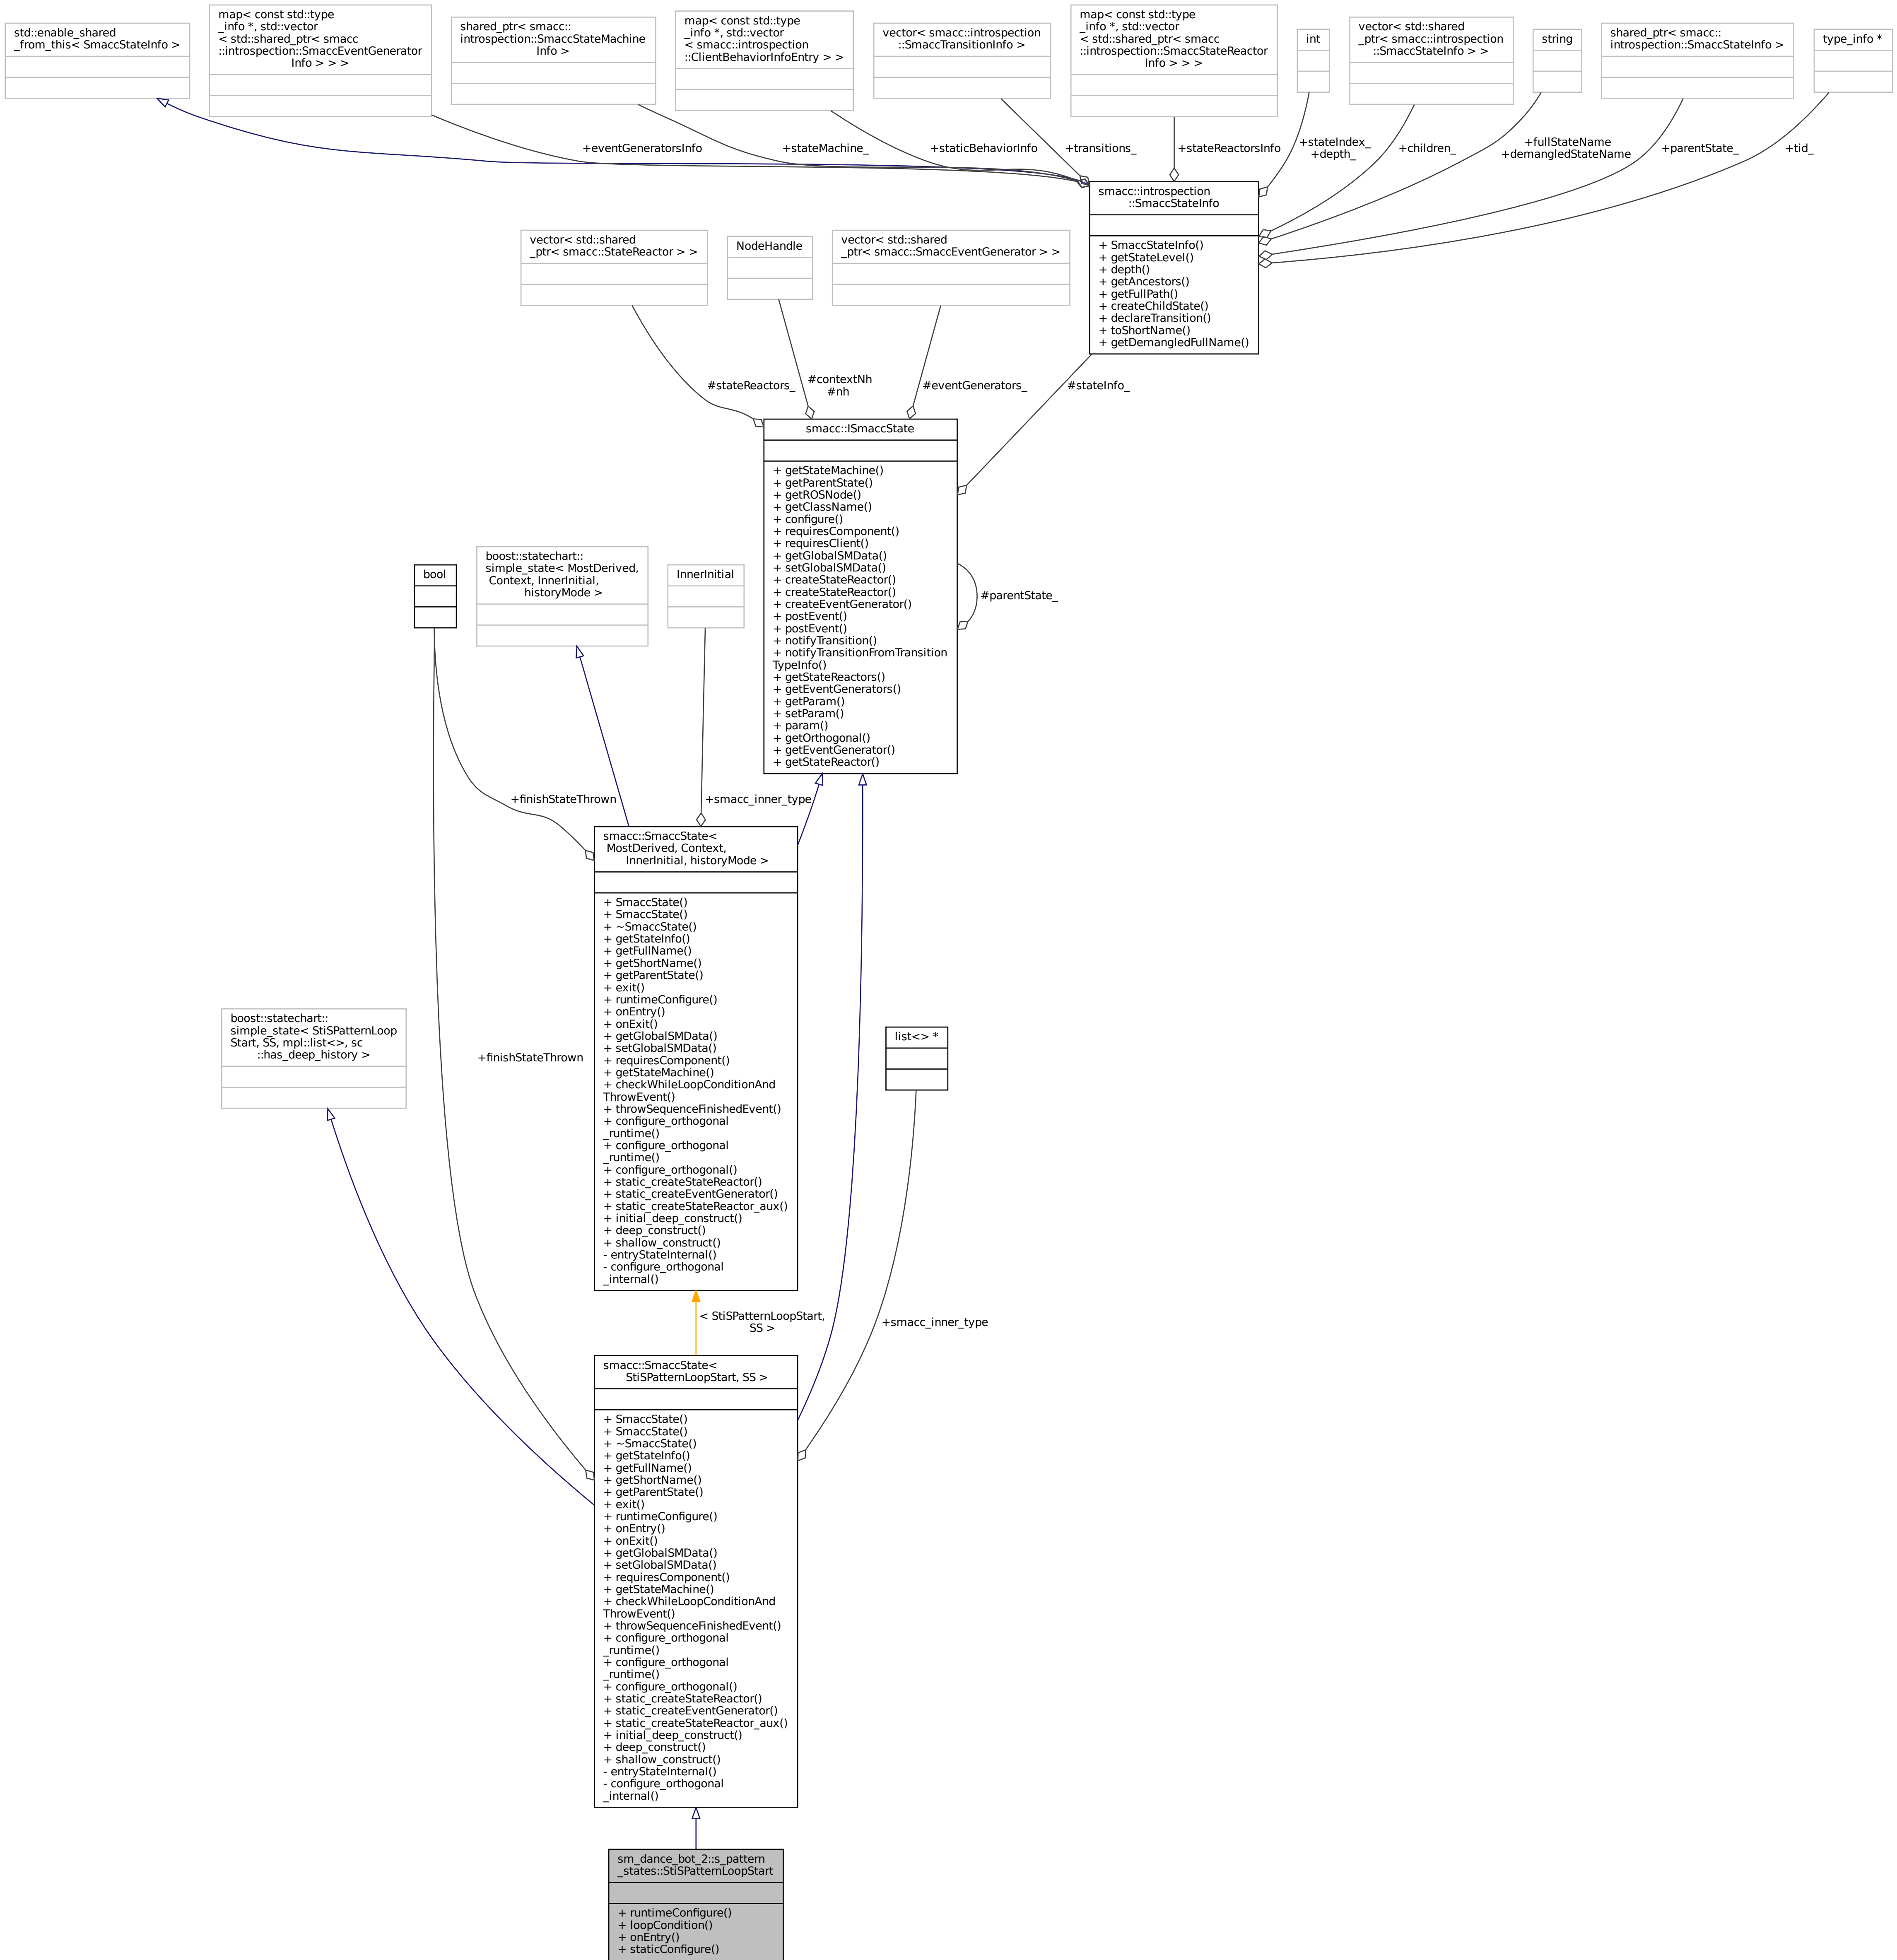 std::enable_shared
_from_this< SmaccStateInfo >
map< const std::type
_info *, std::vector
< std::shared_ptr< smacc
::introspection::SmaccEventGenerator
Info > > >
shared_ptr< smacc::
introspection::SmaccStateMachine
Info >
map< const std::type
_info *, std::vector
< smacc::introspection
::ClientBehaviorInfoEntry > >
vector< smacc::introspection
::SmaccTransitionInfo >
map< const std::type
_info *, std::vector
< std::shared_ptr< smacc
::introspection::SmaccStateReactor
Info > > >
int
vector< std::shared
_ptr< smacc::introspection
::SmaccStateInfo > >
string
shared_ptr< smacc::
introspection::SmaccStateInfo >
type_info *
+eventGeneratorsInfo
+stateMachine_
+staticBehaviorInfo
+transitions_
+stateReactorsInfo
+stateIndex_
+depth_
+children_
+fullStateName
+demangledStateName
+parentState_
+tid_
smacc::introspection
::SmaccStateInfo
+ SmaccStateInfo()
+ getStateLevel()
+ depth()
+ getAncestors()
+ getFullPath()
+ createChildState()
+ declareTransition()
+ toShortName()
+ getDemangledFullName()
vector< std::shared
_ptr< smacc::StateReactor > >
NodeHandle
vector< std::shared
_ptr< smacc::SmaccEventGenerator > >
#stateReactors_
#contextNh
#nh
#eventGenerators_
#stateInfo_
smacc::ISmaccState
+ getStateMachine()
+ getParentState()
+ getROSNode()
+ getClassName()
+ configure()
+ requiresComponent()
+ requiresClient()
+ getGlobalSMData()
+ setGlobalSMData()
+ createStateReactor()
+ createStateReactor()
+ createEventGenerator()
+ postEvent()
+ postEvent()
+ notifyTransition()
+ notifyTransitionFromTransition
TypeInfo()
+ getStateReactors()
+ getEventGenerators()
+ getParam()
+ setParam()
+ param()
+ getOrthogonal()
+ getEventGenerator()
+ getStateReactor()
#parentState_
bool
boost::statechart::
simple_state< MostDerived,
Context, InnerInitial,
historyMode >
InnerInitial
+finishStateThrown
+smacc_inner_type
smacc::SmaccState<
MostDerived, Context,
InnerInitial, historyMode >
+ SmaccState()
+ SmaccState()
+ ~SmaccState()
+ getStateInfo()
+ getFullName()
+ getShortName()
+ getParentState()
+ exit()
+ runtimeConfigure()
+ onEntry()
+ onExit()
+ getGlobalSMData()
+ setGlobalSMData()
+ requiresComponent()
+ getStateMachine()
+ checkWhileLoopConditionAnd
ThrowEvent()
+ throwSequenceFinishedEvent()
+ configure_orthogonal
_runtime()
+ configure_orthogonal
_runtime()
+ configure_orthogonal()
+ static_createStateReactor()
+ static_createEventGenerator()
+ static_createStateReactor_aux()
+ initial_deep_construct()
+ deep_construct()
+ shallow_construct()
- entryStateInternal()
- configure_orthogonal
_internal()
boost::statechart::
simple_state< StiSPatternLoop
Start, SS, mpl::list<>, sc
::has_deep_history >
+finishStateThrown
list<> *
< StiSPatternLoopStart,
SS >
+smacc_inner_type
smacc::SmaccState<
StiSPatternLoopStart, SS >
+ SmaccState()
+ SmaccState()
+ ~SmaccState()
+ getStateInfo()
+ getFullName()
+ getShortName()
+ getParentState()
+ exit()
+ runtimeConfigure()
+ onEntry()
+ onExit()
+ getGlobalSMData()
+ setGlobalSMData()
+ requiresComponent()
+ getStateMachine()
+ checkWhileLoopConditionAnd
ThrowEvent()
+ throwSequenceFinishedEvent()
+ configure_orthogonal
_runtime()
+ configure_orthogonal
_runtime()
+ configure_orthogonal()
+ static_createStateReactor()
+ static_createEventGenerator()
+ static_createStateReactor_aux()
+ initial_deep_construct()
+ deep_construct()
+ shallow_construct()
- entryStateInternal()
- configure_orthogonal
_internal()
sm_dance_bot_2::s_pattern
_states::StiSPatternLoopStart
+ runtimeConfigure()
+ loopCondition()
+ onEntry()
+ staticConfigure()